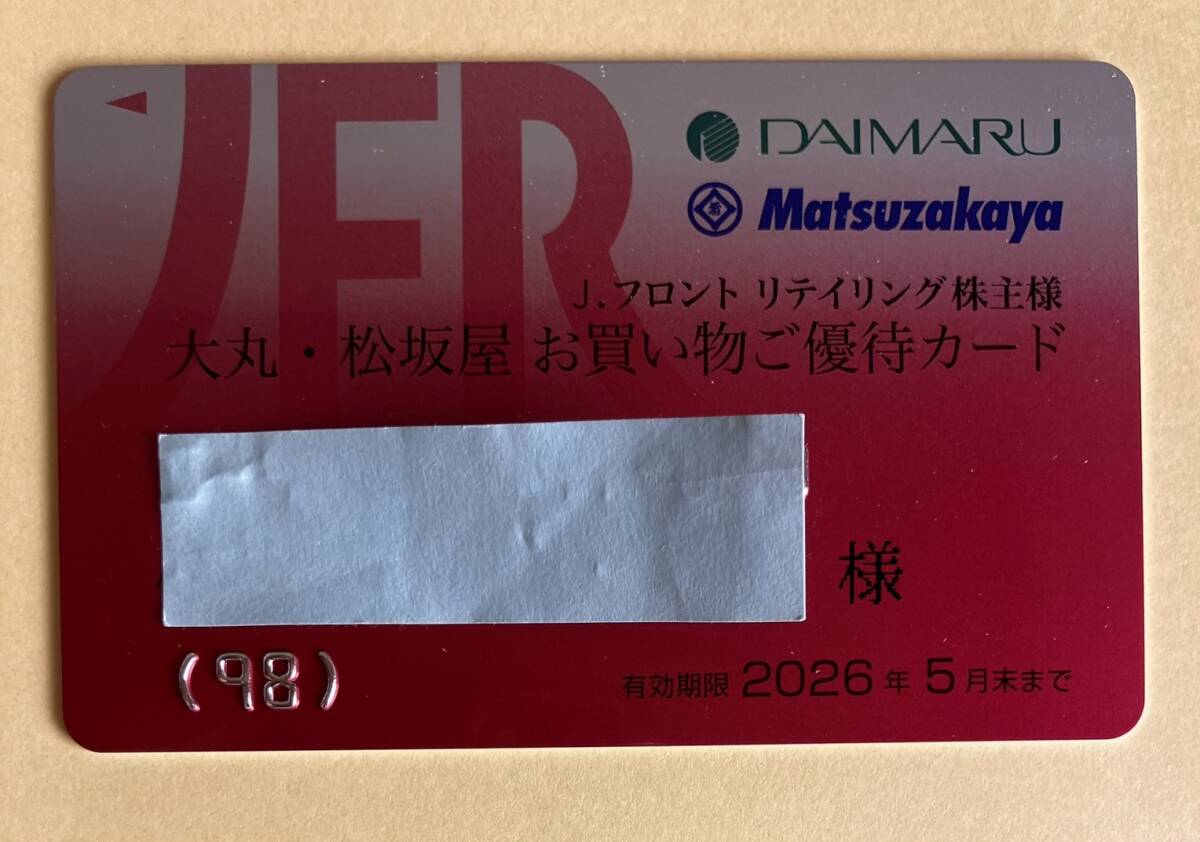 JFR
DAIMARU
Matsuzakaya
J.フロント リテイリング株主様
大丸・松坂屋 お買い物ご優待カード
様
(98)
有効期限 2026年 5月末まで